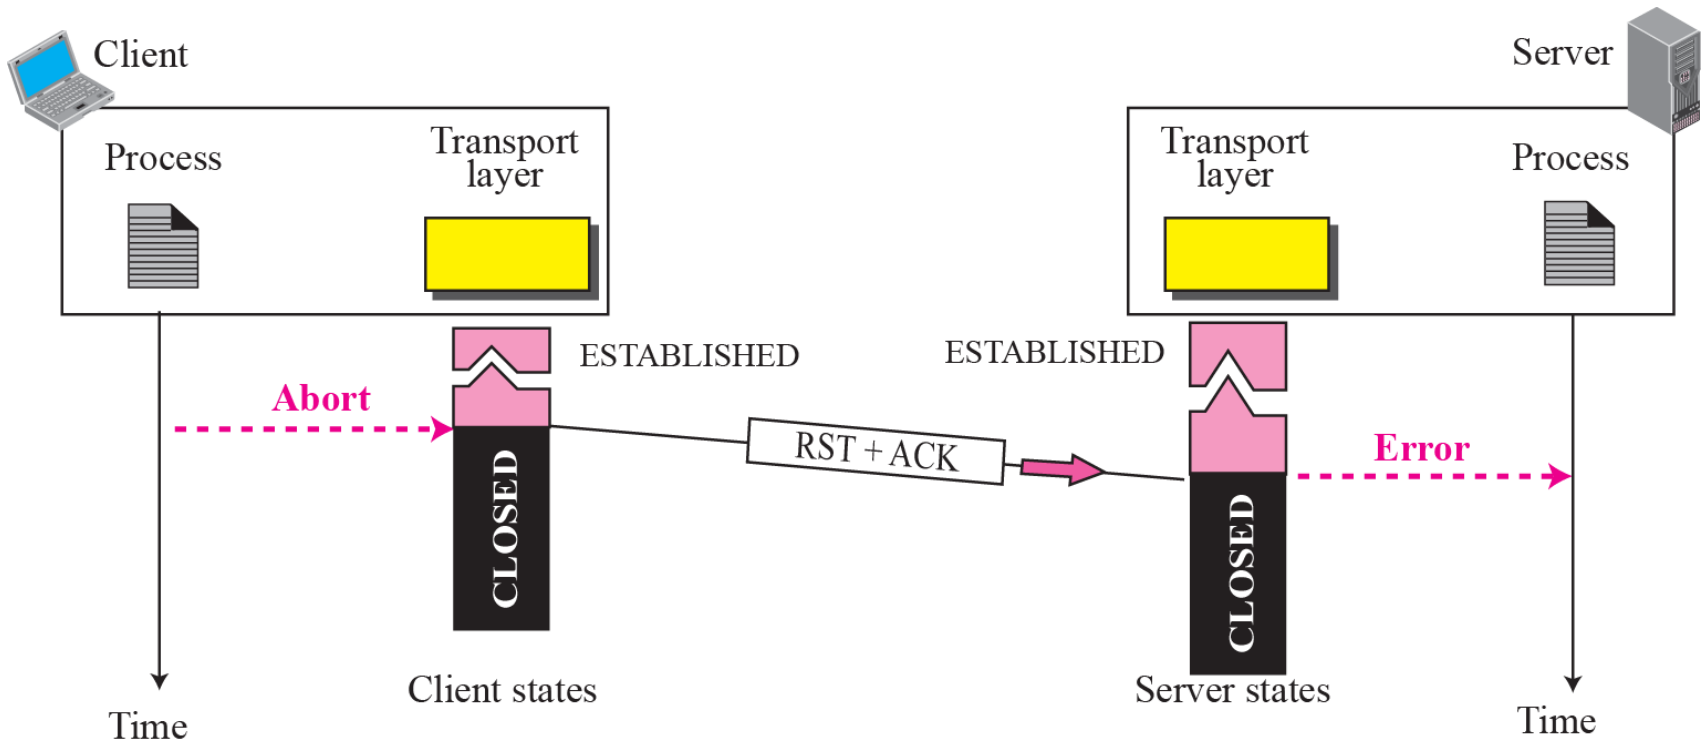 Client
Server
Process
Transport
layer
Transport
layer
Process
ESTABLISHED
ESTABLISHED
Abort
RST + ACK
Error
CLOSED
CLOSED
Client states
Server states
Time
Time